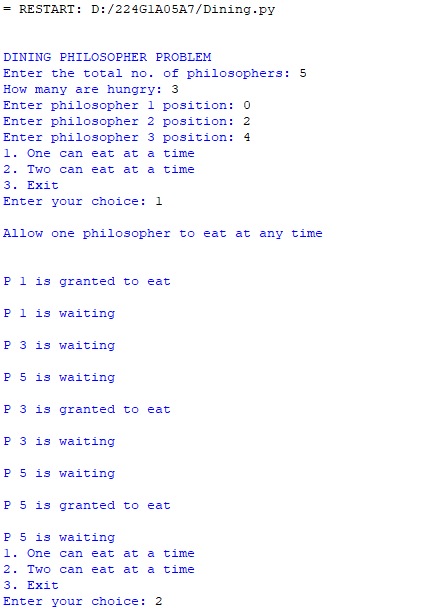 = RESTART: D:/224G1A05A7/Dining.py
DINING PHILOSOPHER PROBLEM
Enter the total no. of philosophers: 5
How many are hungry: 3
Enter philosopher 1 position: 0
Enter philosopher 2 position: 2
Enter philosopher 3 position: 4
1. One can eat at a time
2. Two can eat at a time
3. Exit
Enter your choice: 1
Allow one philosopher to eat at any time
P 1 is granted to eat
P 1 is waiting
P 3 is waiting
P 5 is waiting
P 3 is granted to eat
P 3 is waiting
P 5 is waiting
P 5 is granted to eat
P 5 is waiting
1. One can eat at a time
2. Two can eat at a time
3. Exit
Enter your choice: 2